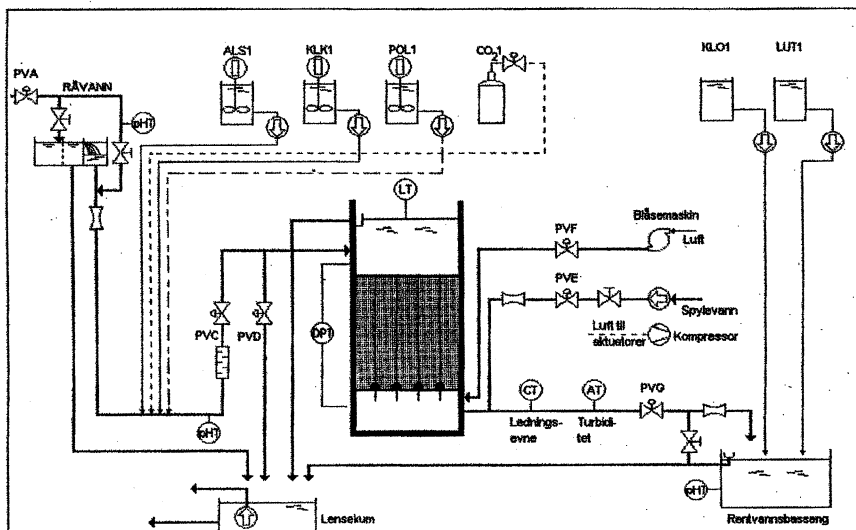 ALS1
KLK1
POL1
CO21
KLO1
LUT1
PVA
RÅVANN
pHT
LT
Blåsemaskin
Luft
PVF
PVE
Spylevann
Luft til
aktuatorer
Kompressor
PVC
PVD
DPT
CT
AT
PVG
Lednings-
evne
Turbidi-
tet
pHT
pHT
Lensekum
Rentvannsbasseng